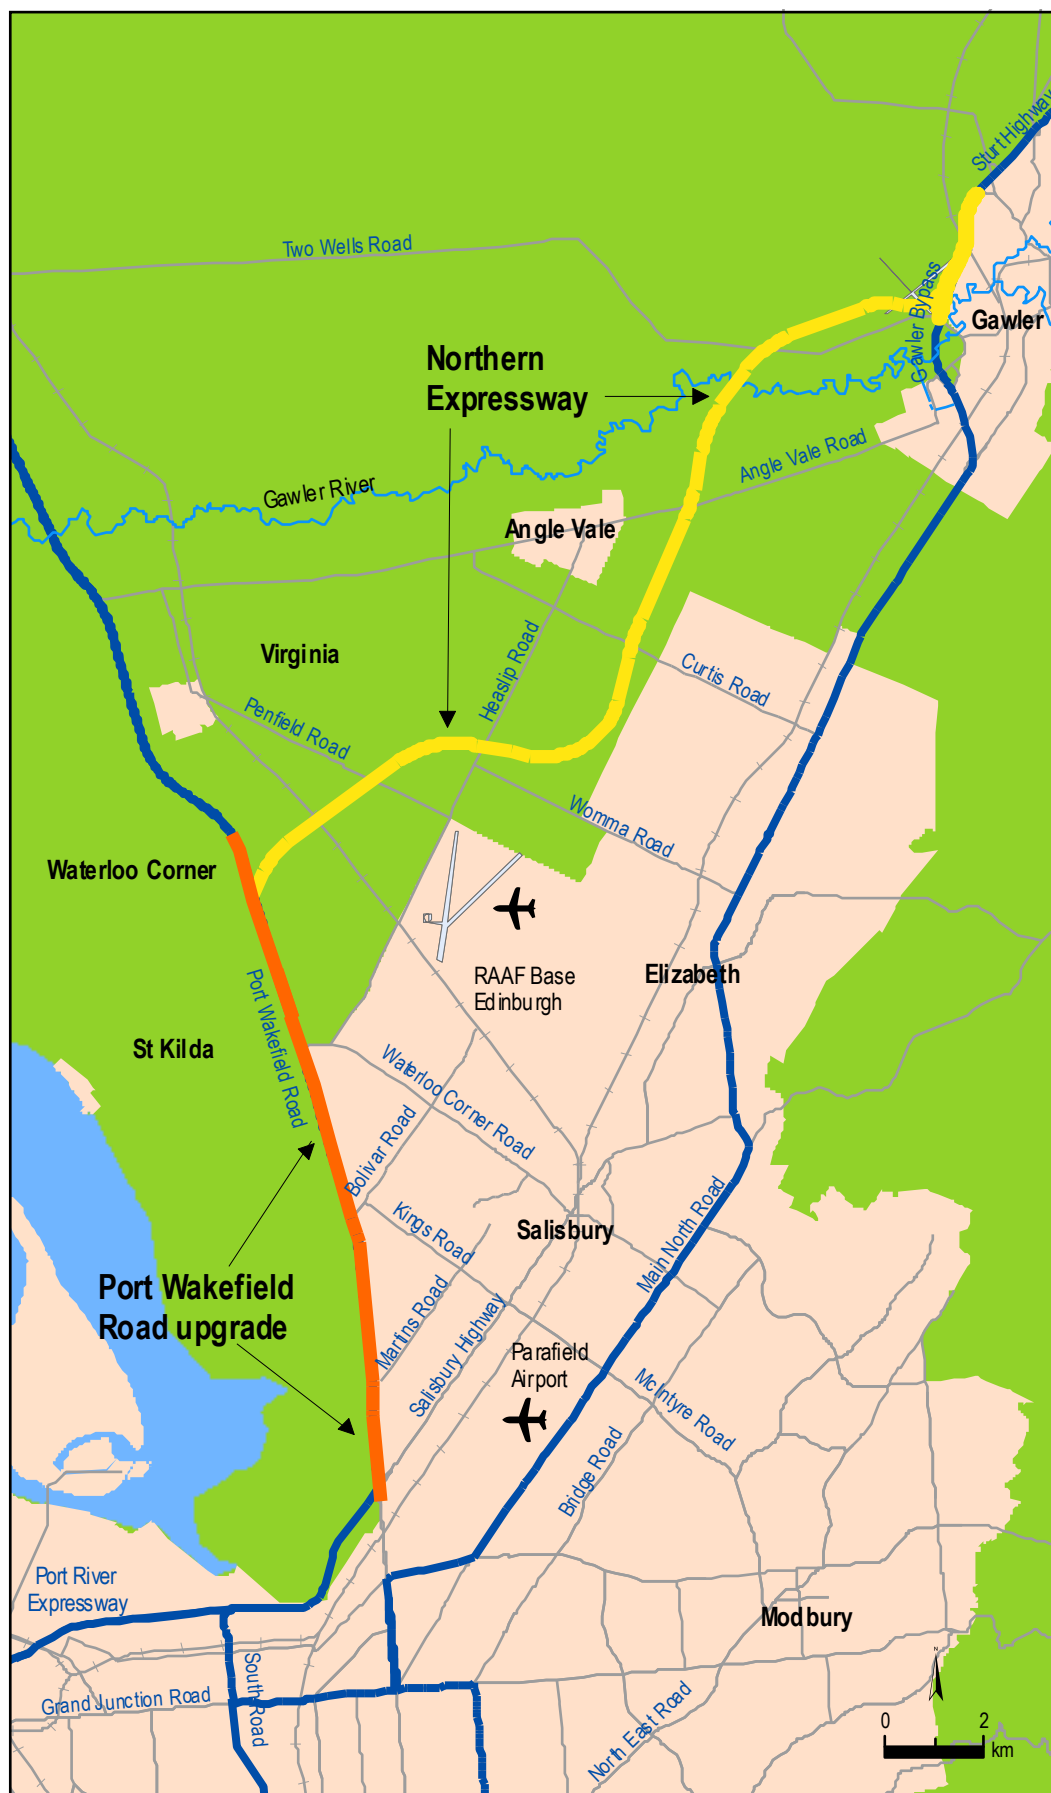 Sturt Highway
Two Wells Road
Gawler Bypass
Gawler
Northern
Expressway
Angle Vale Road
Gawler River
Angle Vale
Virginia
Heaslip Road
Curtis Road
Penfield Road
Womma Road
Waterloo Corner
RAAF Base
Edinburgh
Elizabeth
Port Wakefield Road
St Kilda
Waterloo Corner Road
Bolivar Road
Kings Road
Salisbury
Main North Road
Port Wakefield
Road upgrade
Martins Road
Salisbury Highway
Parafield
Airport
McIntyre Road
Bridge Road
Port River
Expressway
Modbury
South Road
Grand Junction Road
North East Road
N
0 2
km